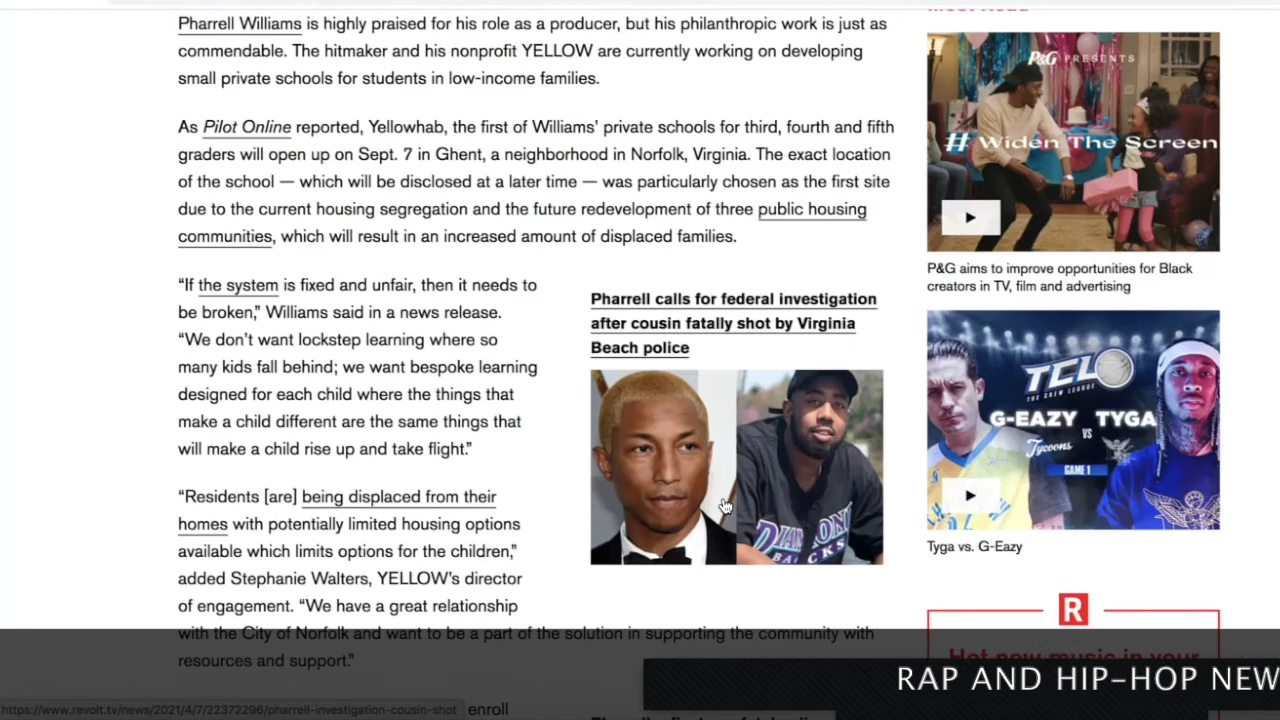 Pharrell Williams is highly praised for his role as a producer, but his philanthropic work is just as
commendable. The hitmaker and his nonprofit YELLOW are currently working on developing
small private schools for students in low-income families.
As Pilot Online reported, Yellowhab, the first of Williams’ private schools for third, fourth and fifth
graders will open up on Sept. 7 in Ghent, a neighborhood in Norfolk, Virginia. The exact location
of the school — which will be disclosed at a later time — was particularly chosen as the first site
due to the current housing segregation and the future redevelopment of three public housing
communities, which will result in an increased amount of displaced families.
“If the system is fixed and unfair, then it needs to
be broken,” Williams said in a news release.
“We don’t want lockstep learning where so
many kids fall behind; we want bespoke learning
designed for each child where the things that
make a child different are the same things that
will make a child rise up and take flight.”
“Residents [are] being displaced from their
homes with potentially limited housing options
available which limits options for the children,”
added Stephanie Walters, YELLOW’s director
of engagement. “We have a great relationship
with the City of Norfolk and want to be a part of the solution in supporting the community with
resources and support.”
enroll
https://www.revolt.tv/news/2021/4/7/22372296/pharrell-investigation-cousin-shot
Pharrell calls for federal investigation
after cousin fatally shot by Virginia
Beach police
DIAMOND
BACKS
Most Read
P&G PRESENTS
# Widen The Screen
P&G aims to improve opportunities for Black
creators in TV, film and advertising
TCL
THE CREW LEAGUE
G-EAZY VS TYGA
Tycoons
GAME 1
Tyga vs. G-Eazy
R
Hot new music in your
RAP AND HIP-HOP NEW